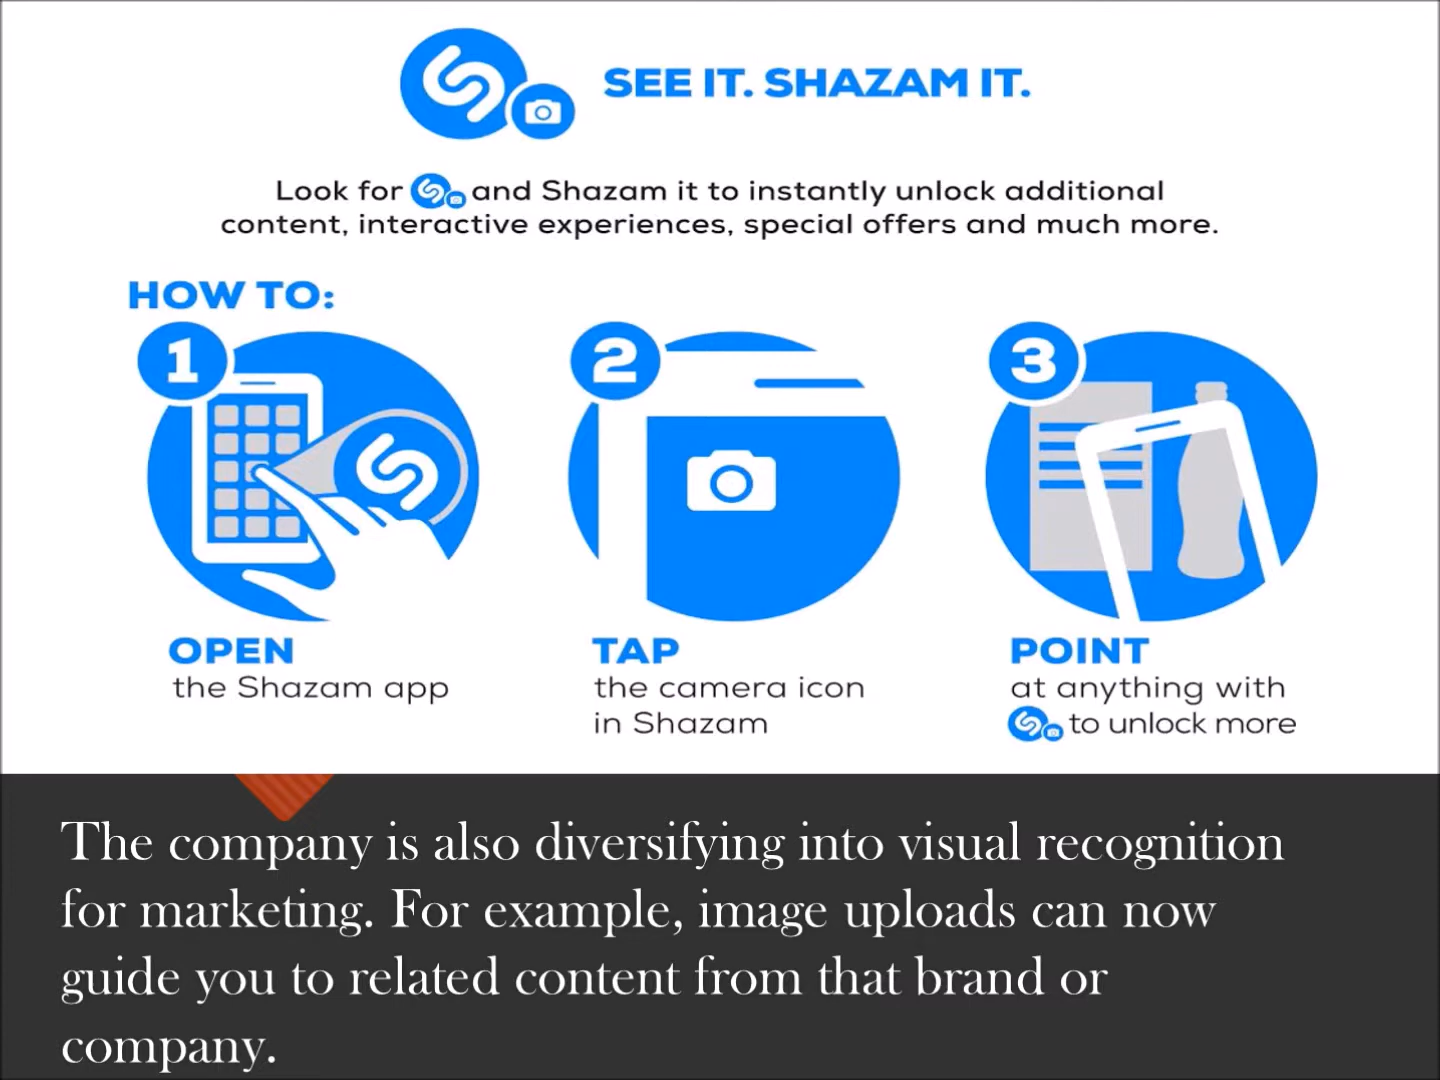 SEE IT. SHAZAM IT.
Look for and Shazam it to instantly unlock additional
content, interactive experiences, special offers and much more.
HOW TO:
1
2
3
OPEN
the Shazam app
TAP
the camera icon
in Shazam
POINT
at anything with
to unlock more
The company is also diversifying into visual recognition
for marketing. For example, image uploads can now
guide you to related content from that brand or
company.